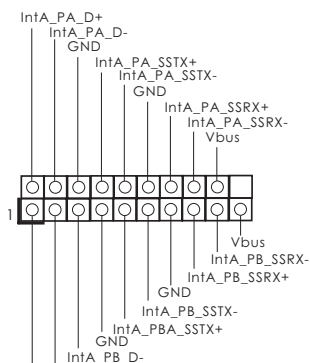 IntA_PA_D+
IntA_PA_D-
GND
IntA_PA_SSTX+
IntA_PA_SSTX-
GND
IntA_PA_SSRX+
IntA_PA_SSRX-
Vbus
1
Vbus
IntA_PB_SSRX-
IntA_PB_SSRX+
GND
IntA_PB_SSTX-
IntA_PBA_SSTX+
GND
IntA_PB_D-